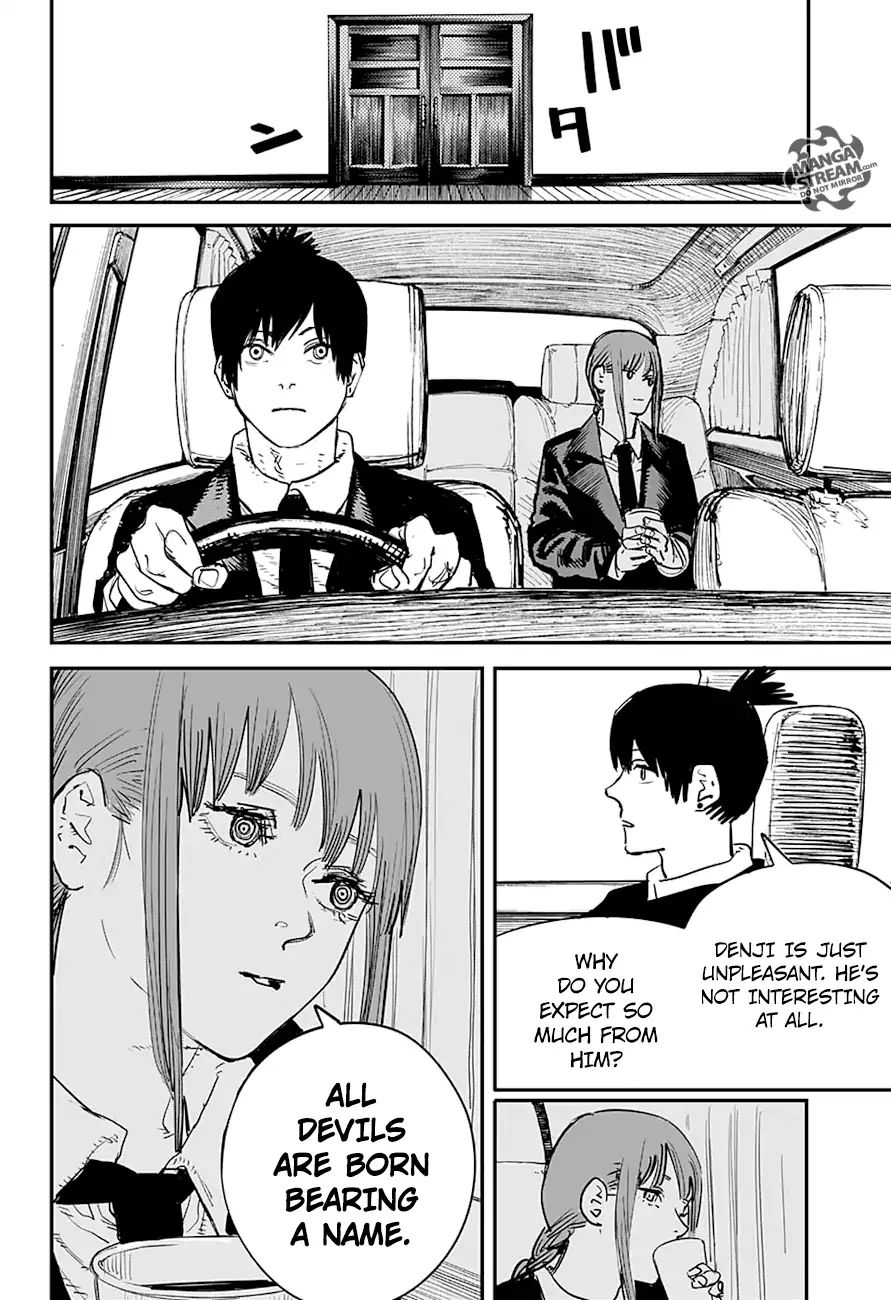 バタン
MANGA
STREAM.com
DO NOT MIRROR
DENJI IS JUST
UNPLEASANT. HE'S
NOT INTERESTING
AT ALL.
WHY
DO YOU
EXPECT SO
MUCH FROM
HIM?
ALL
DEVILS
ARE BORN
BEARING
A NAME.